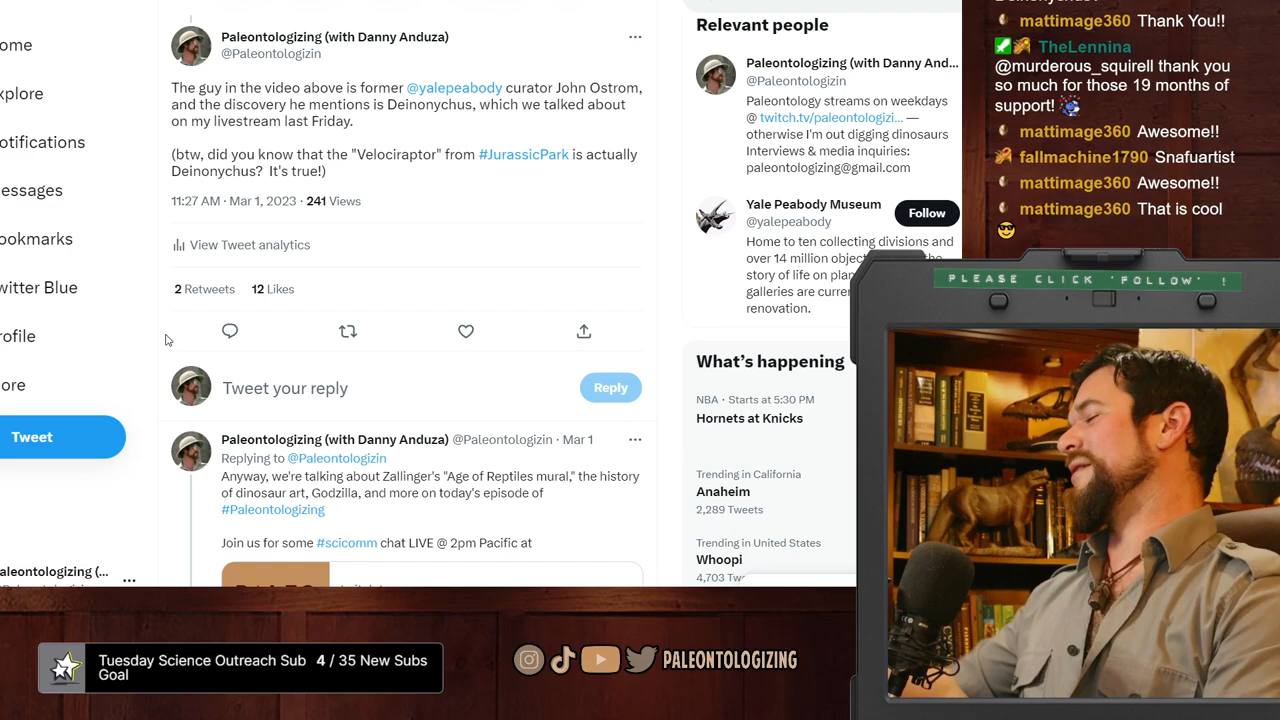 ome
xplore
otifications
essages
ookmarks
witter Blue
rofile
ore
Tweet
aleontologizing (...
Paleontologizing (with Danny Anduza)
@Paleontologizin
The guy in the video above is former @yalepeabody curator John Ostrom,
and the discovery he mentions is Deinonychus, which we talked about
on my livestream last Friday.
(btw, did you know that the "Velociraptor" from #JurassicPark is actually
Deinonychus? It's true!)
11:27 AM · Mar 1, 2023 · 241 Views
View Tweet analytics
2 Retweets 12 Likes
Tweet your reply
Reply
Paleontologizing (with Danny Anduza) @Paleontologizin · Mar 1
Replying to @Paleontologizin
Anyway, we're talking about Zallinger's "Age of Reptiles mural," the history
of dinosaur art, Godzilla, and more on today's episode of
#Paleontologizing
Join us for some #scicomm chat LIVE @ 2pm Pacific at
Relevant people
Paleontologizing (with Danny And...
@Paleontologizin
Paleontology streams on weekdays
@ twitch.tv/paleontologizi... —
otherwise I'm out digging dinosaurs
Interviews & media inquiries:
paleontologizing@gmail.com
Yale Peabody Museum
@yalepeabody
Follow
Home to ten collecting divisions and
over 14 million objec
story of life on plan
galleries are curren
renovation.
What's happening
NBA · Starts at 5:30 PM
Hornets at Knicks
Trending in California
Anaheim
2,289 Tweets
Trending in United States
Whoopi
4,703 Tw
mattimage360 Thank You!!
TheLennina
@murderous_squirell thank you
so much for those 19 months of
support!
mattimage360 Awesome!!
fallmachine1790 Snafuartist
mattimage360 Awesome!!
mattimage360 That is cool
PLEASE CLICK 'FOLLOW' !
Tuesday Science Outreach Sub Goal
4 / 35 New Subs
PALEONTOLOGIZING